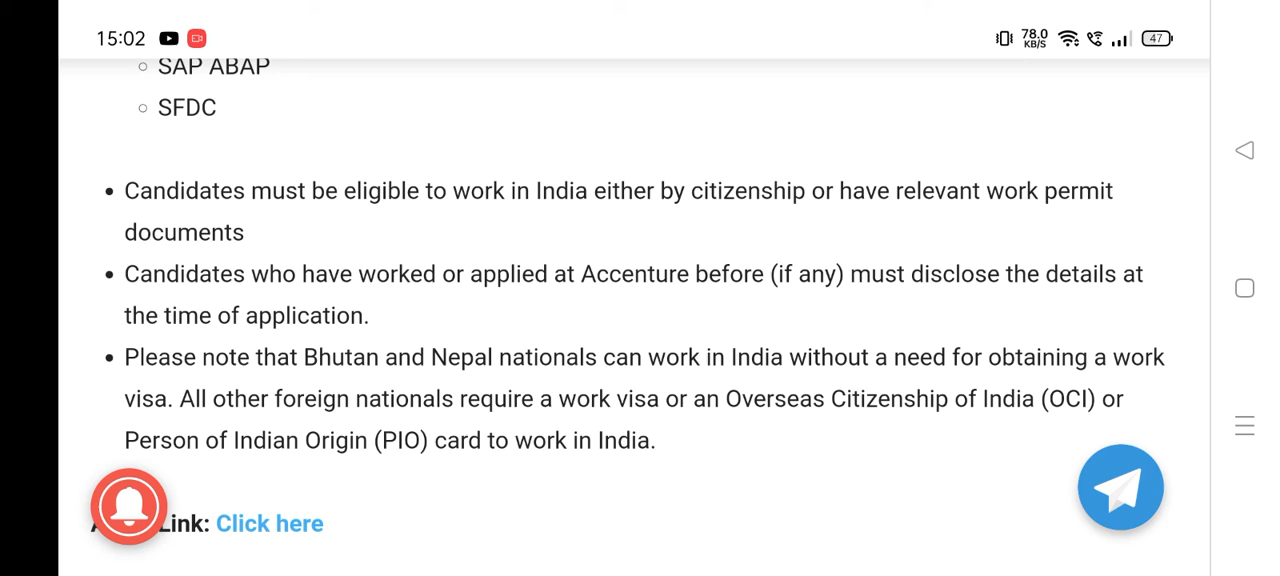 15:02 78.0 KB/S 47
SAP ABAP
SFDC
Candidates must be eligible to work in India either by citizenship or have relevant work permit
documents
Candidates who have worked or applied at Accenture before (if any) must disclose the details at
the time of application.
Please note that Bhutan and Nepal nationals can work in India without a need for obtaining a work
visa. All other foreign nationals require a work visa or an Overseas Citizenship of India (OCI) or
Person of Indian Origin (PIO) card to work in India.
Link: Click here